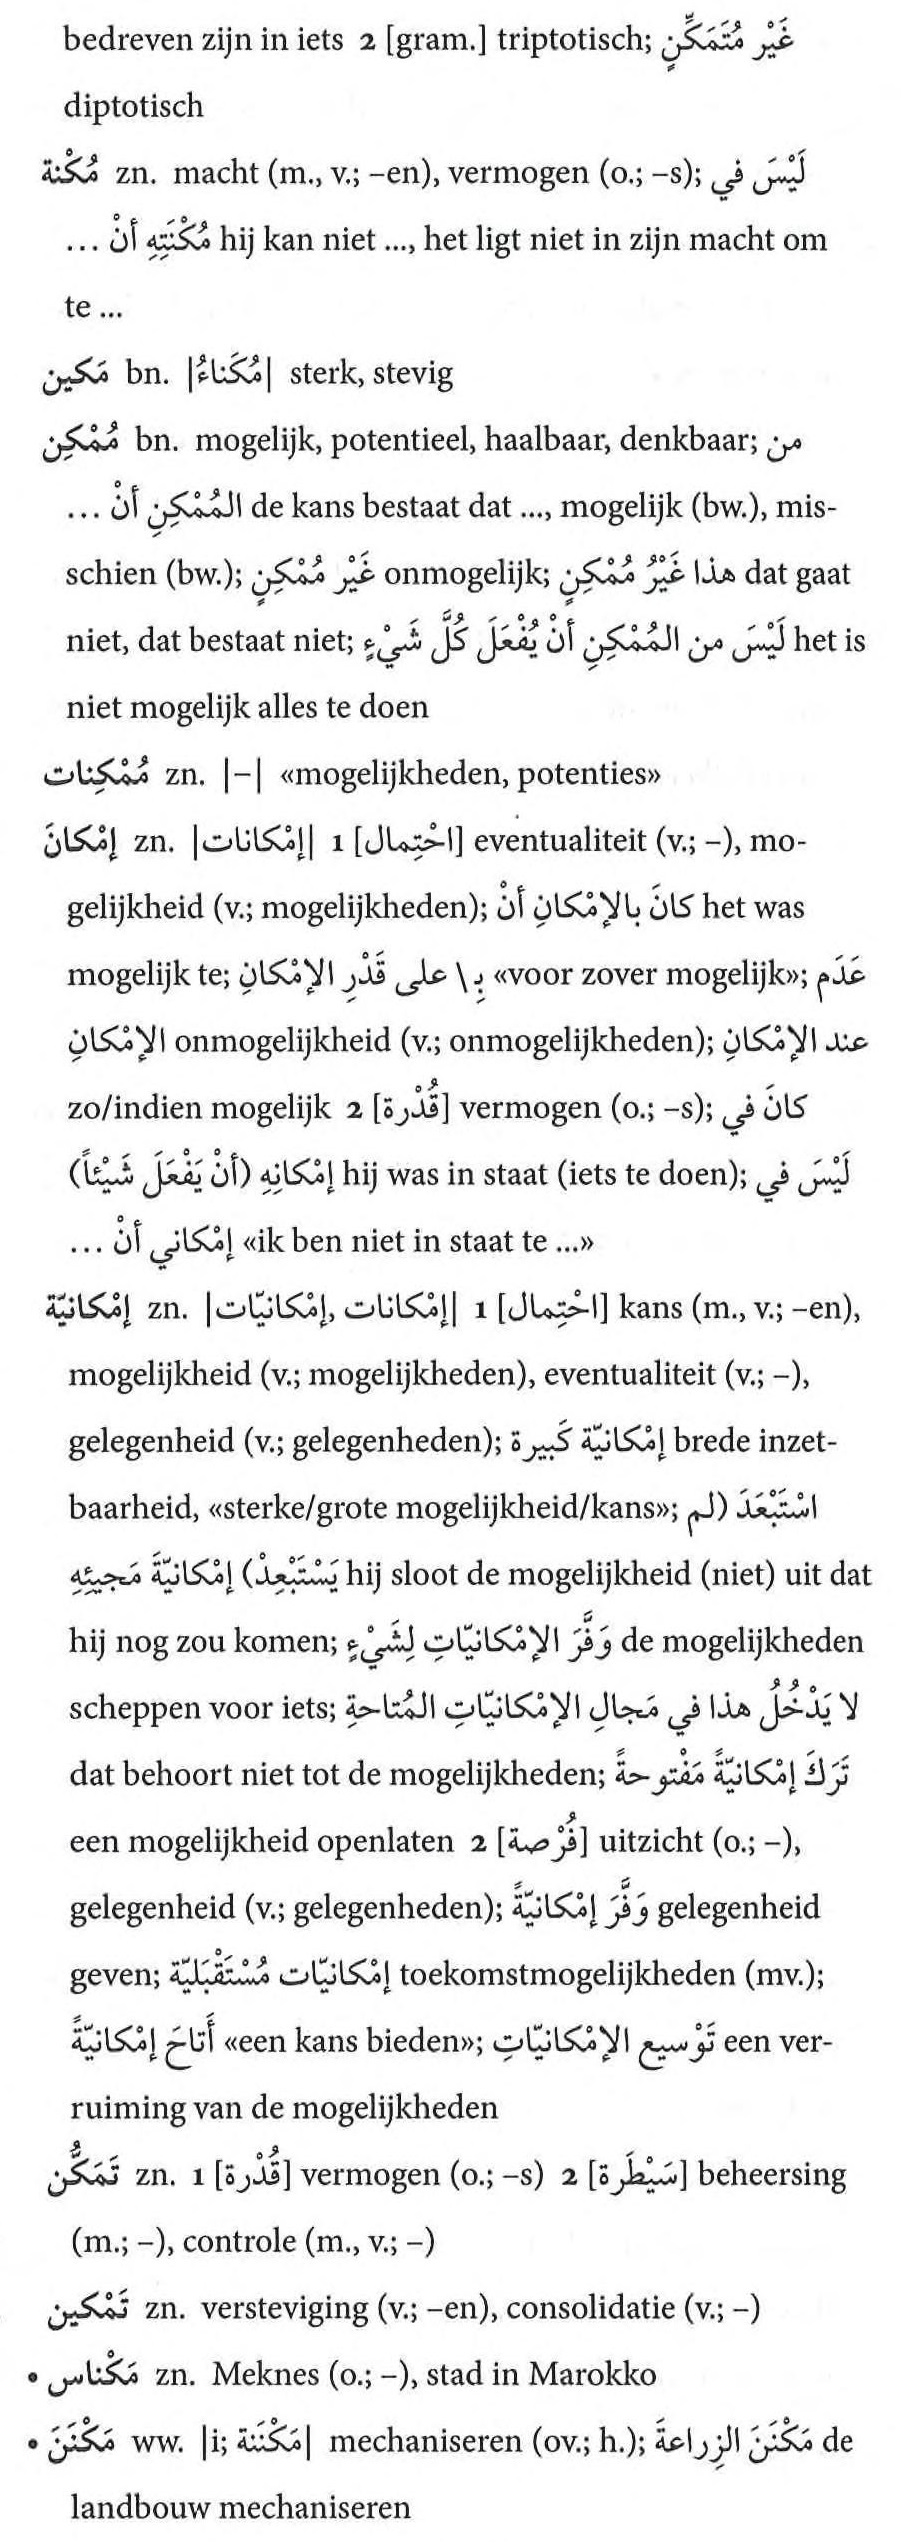 bedreven zijn in iets 2 [gram.] triptotisch; غَيْر مُتَمَكِّنٍ
diptotisch
مُكْنة zn. macht (m., v.; –en), vermogen (o.; –s); لَيْسَ في
مُكْنَتِهِ أنْ ... hij kan niet ..., het ligt niet in zijn macht om
te ...
مَكين bn. |مُكَناءُ| sterk, stevig
مُمْكِن bn. mogelijk, potentieel, haalbaar, denkbaar; من
المُمْكِنِ أنْ ... de kans bestaat dat ..., mogelijk (bw.), mis-
schien (bw.); غَيْر مُمْكِنٍ onmogelijk; هذا غَيْرُ مُمْكِنٍ dat gaat
niet, dat bestaat niet; لَيْسَ من المُمْكِنِ أنْ يُفْعَلَ كُلَّ شَيْءٍ het is
niet mogelijk alles te doen
مُمْكِنات zn. |–| «mogelijkheden, potenties»
إمْكانَ zn. |إمْكانات| 1 [احْتِمال] eventualiteit (v.; –), mo-
gelijkheid (v.; mogelijkheden); كانَ بالإمْكانِ أنْ het was
mogelijk te; بِـ\ على قَدْرِ الإمْكانِ «voor zover mogelijk»; عَدَم
الإمْكانِ onmogelijkheid (v.; onmogelijkheden); عند الإمْكانِ
zo/indien mogelijk 2 [قُدْرة] vermogen (o.; –s); كانَ في
إمْكانِهِ (أنْ يَفْعَلَ شَيْئاً) hij was in staat (iets te doen); لَيْسَ في
إمْكاني أنْ ... «ik ben niet in staat te ...»
إمْكانيّة zn. |إمْكانات, إمْكانيّات| 1 [احْتِمال] kans (m., v.; –en),
mogelijkheid (v.; mogelijkheden), eventualiteit (v.; –),
gelegenheid (v.; gelegenheden); إمْكانيّة كَبيرة brede inzet-
baarheid, «sterke/grote mogelijkheid/kans»; اسْتَبْعَدَ (لم
يَسْتَبْعِدْ) إمْكانيّةَ مَجيئِهِ hij sloot de mogelijkheid (niet) uit dat
hij nog zou komen; وَفَّرَ الإمْكانيّاتِ لِشَيْءٍ de mogelijkheden
scheppen voor iets; لا يَدْخُلُ هذا في مَجالِ الإمْكانيّاتِ المُتاحةِ
dat behoort niet tot de mogelijkheden; تَرَكَ إمْكانيّةً مَفْتوحةً
een mogelijkheid openlaten 2 [فُرْصة] uitzicht (o.; –),
gelegenheid (v.; gelegenheden); وَفَّرَ إمْكانيّةً gelegenheid
geven; إمْكانيّات مُسْتَقْبَليّة toekomstmogelijkheden (mv.);
أَتاحَ إمْكانيّةً «een kans bieden»; تَوْسيع الإمْكانيّاتِ een ver-
ruiming van de mogelijkheden
تَمَكُّن zn. 1 [قُدْرة] vermogen (o.; –s) 2 [سَيْطَرة] beheersing
(m.; –), controle (m., v.; –)
تَمْكين zn. versteviging (v.; –en), consolidatie (v.; –)
• مَكْناس zn. Meknes (o.; –), stad in Marokko
• مَكْنَنَ ww. |i; مَكْنَنة| mechaniseren (ov.; h.); مَكْنَنَ الزِراعةَ de
landbouw mechaniseren